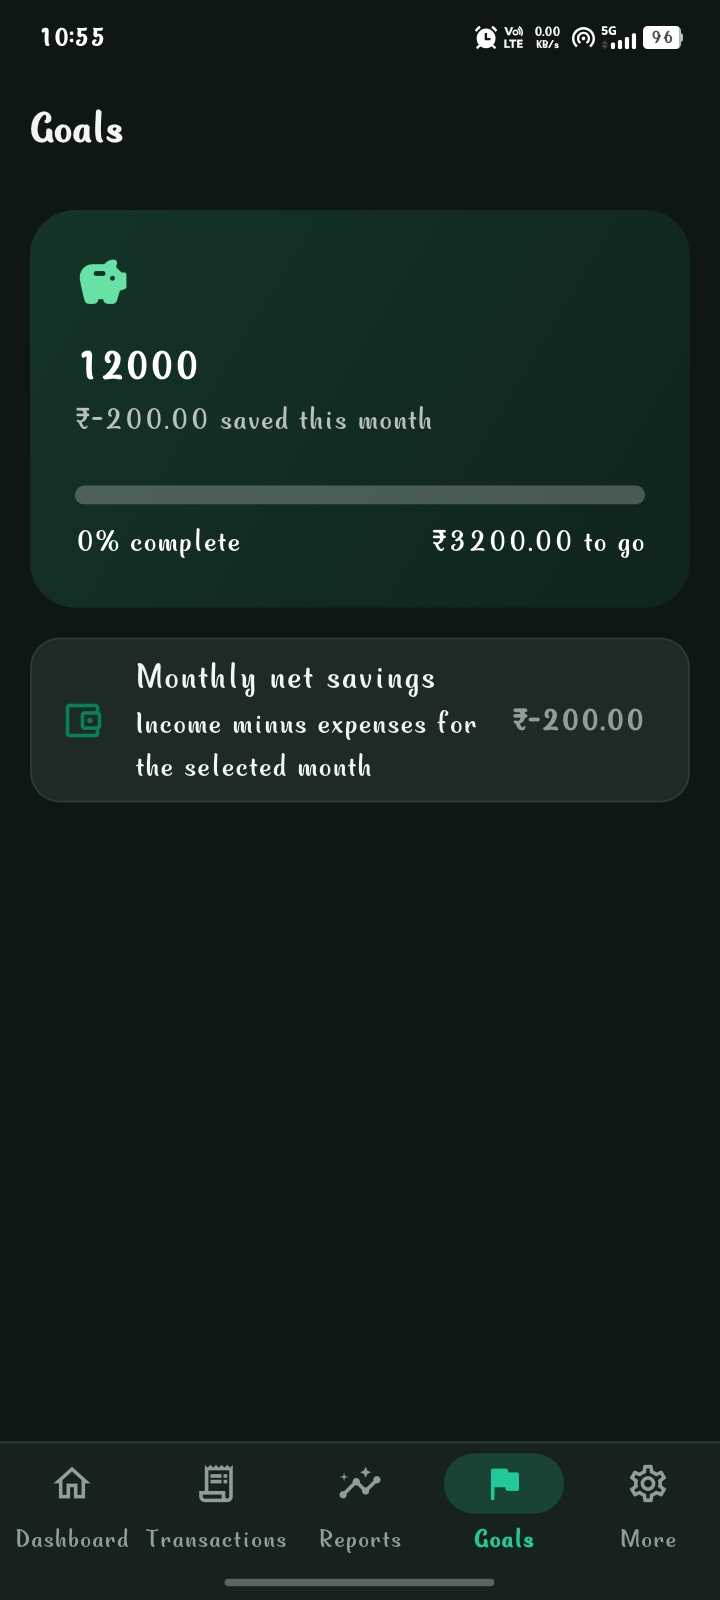 10:55
Vo)) LTE
0.00 KB/s
5G
96
Goals
12000
₹-200.00 saved this month
0% complete
₹3200.00 to go
Monthly net savings
Income minus expenses for
the selected month
₹-200.00
Dashboard
Transactions
Reports
Goals
More